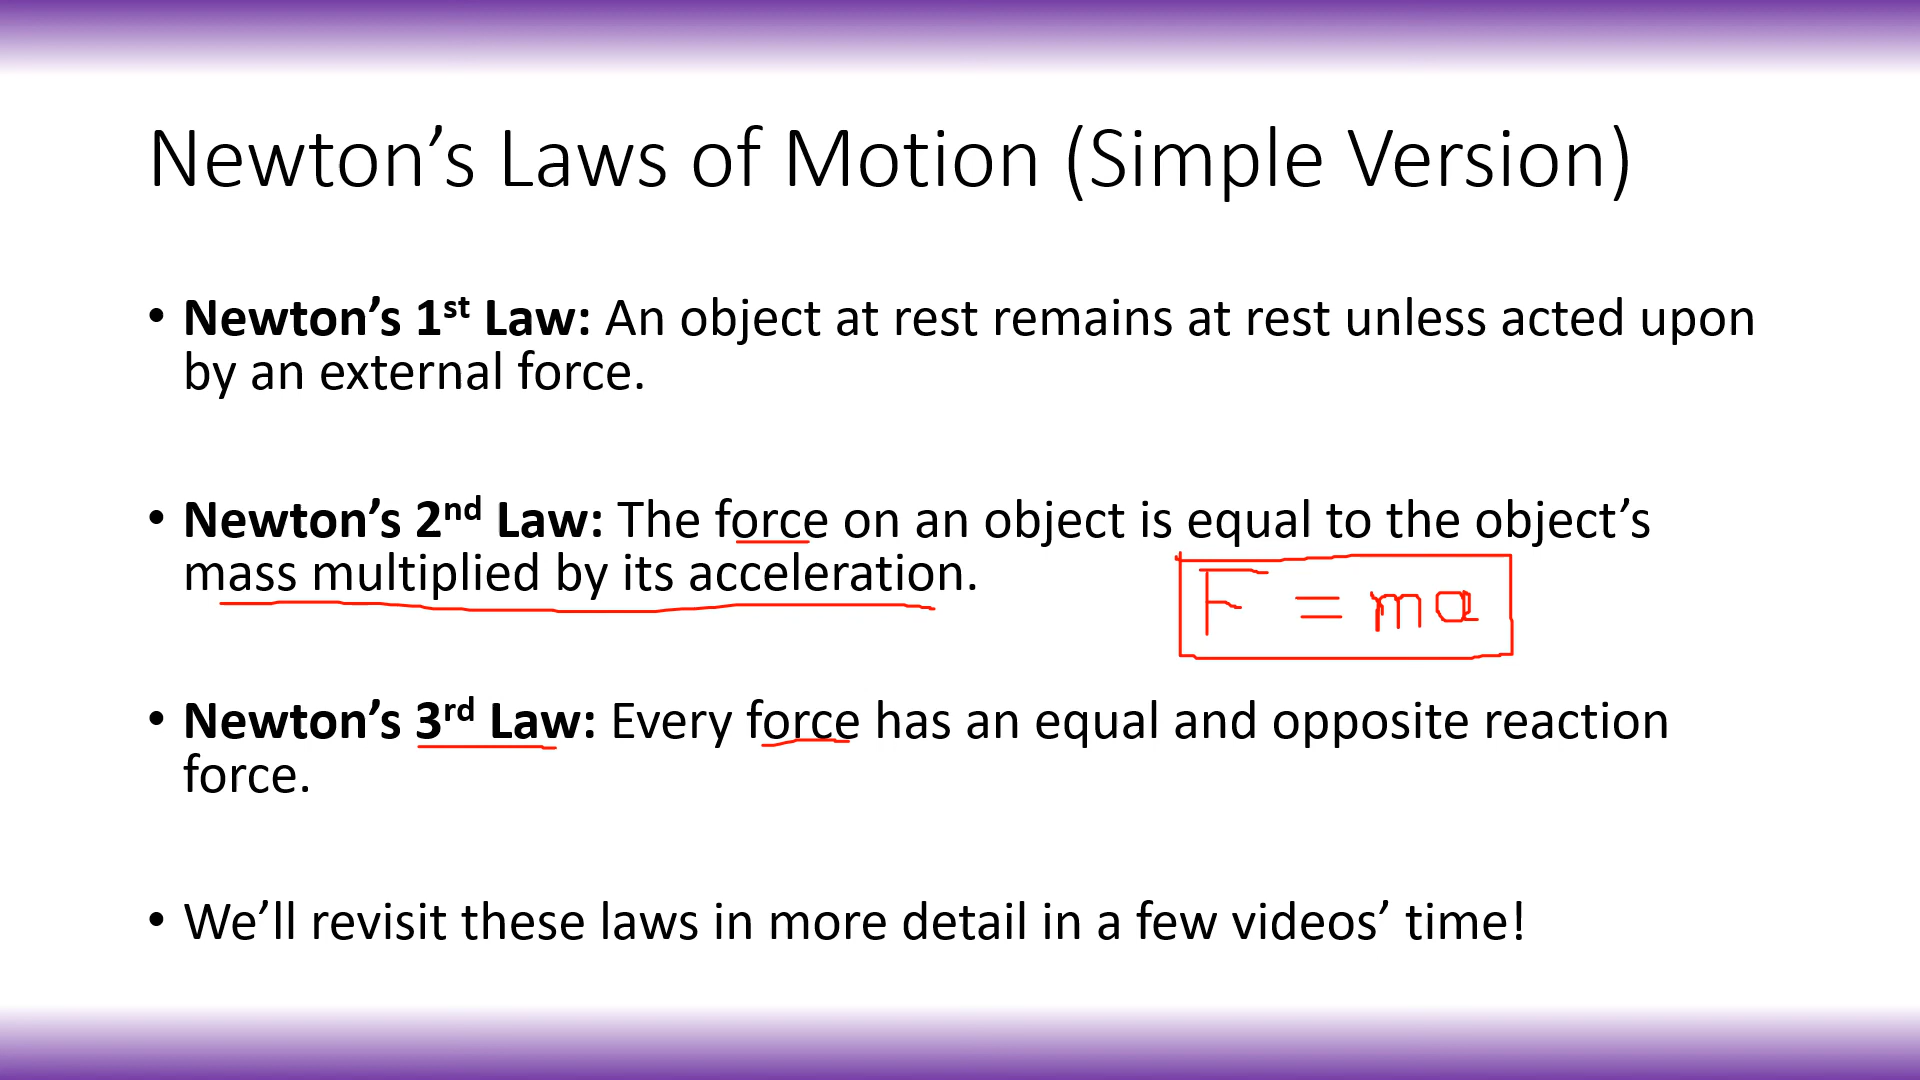 Newton’s Laws of Motion (Simple Version)
• Newton’s 1st Law: An object at rest remains at rest unless acted upon
by an external force.
• Newton’s 2nd Law: The force on an object is equal to the object’s
mass multiplied by its acceleration.
F = ma
• Newton’s 3rd Law: Every force has an equal and opposite reaction
force.
• We’ll revisit these laws in more detail in a few videos’ time!